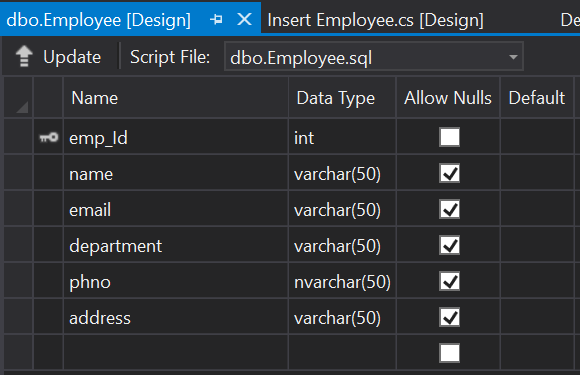 dbo.Employee [Design] Insert Employee.cs [Design] De
Update Script File: dbo.Employee.sql
Name Data Type Allow Nulls Default
emp_Id int
name varchar(50)
email varchar(50)
department varchar(50)
phno nvarchar(50)
address varchar(50)